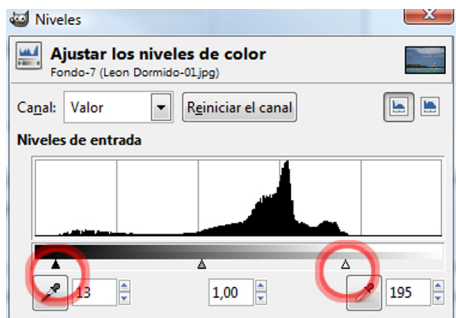 Niveles
Ajustar los niveles de color
Fondo-7 (Leon Dormido-01.jpg)
Canal: Valor Reiniciar el canal
Niveles de entrada
13 1,00 195